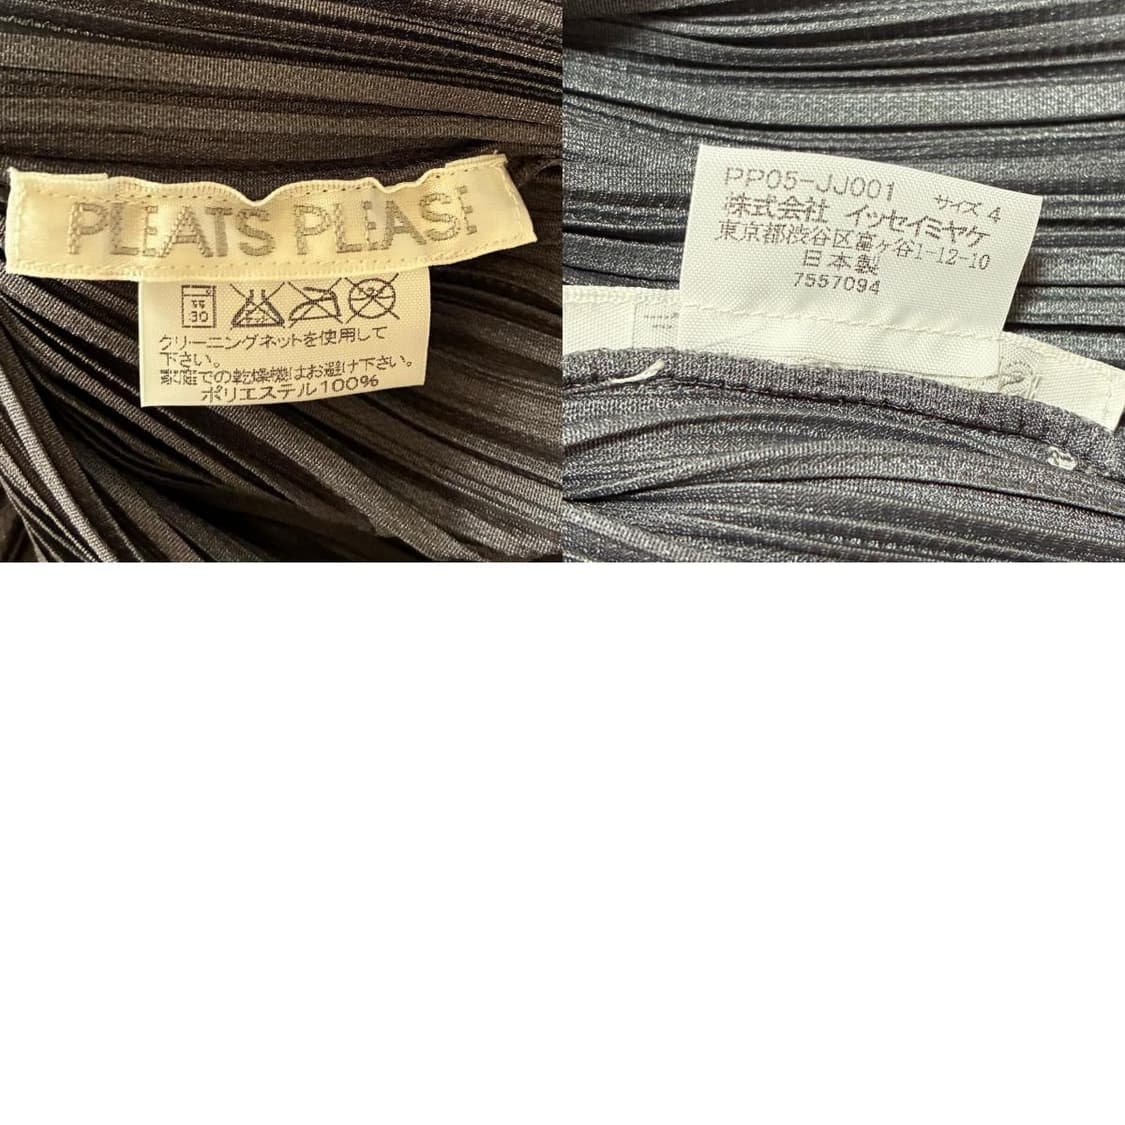 PLEATS PLEASE
弱
30
クリーニングネットを使用して
下さい。
家庭での乾燥機はお避け下さい。
ポリエステル100%
PP05-JJ001 サイズ 4
株式会社 イッセイミヤケ
東京都渋谷区富ヶ谷1-12-10
日本製
7557094